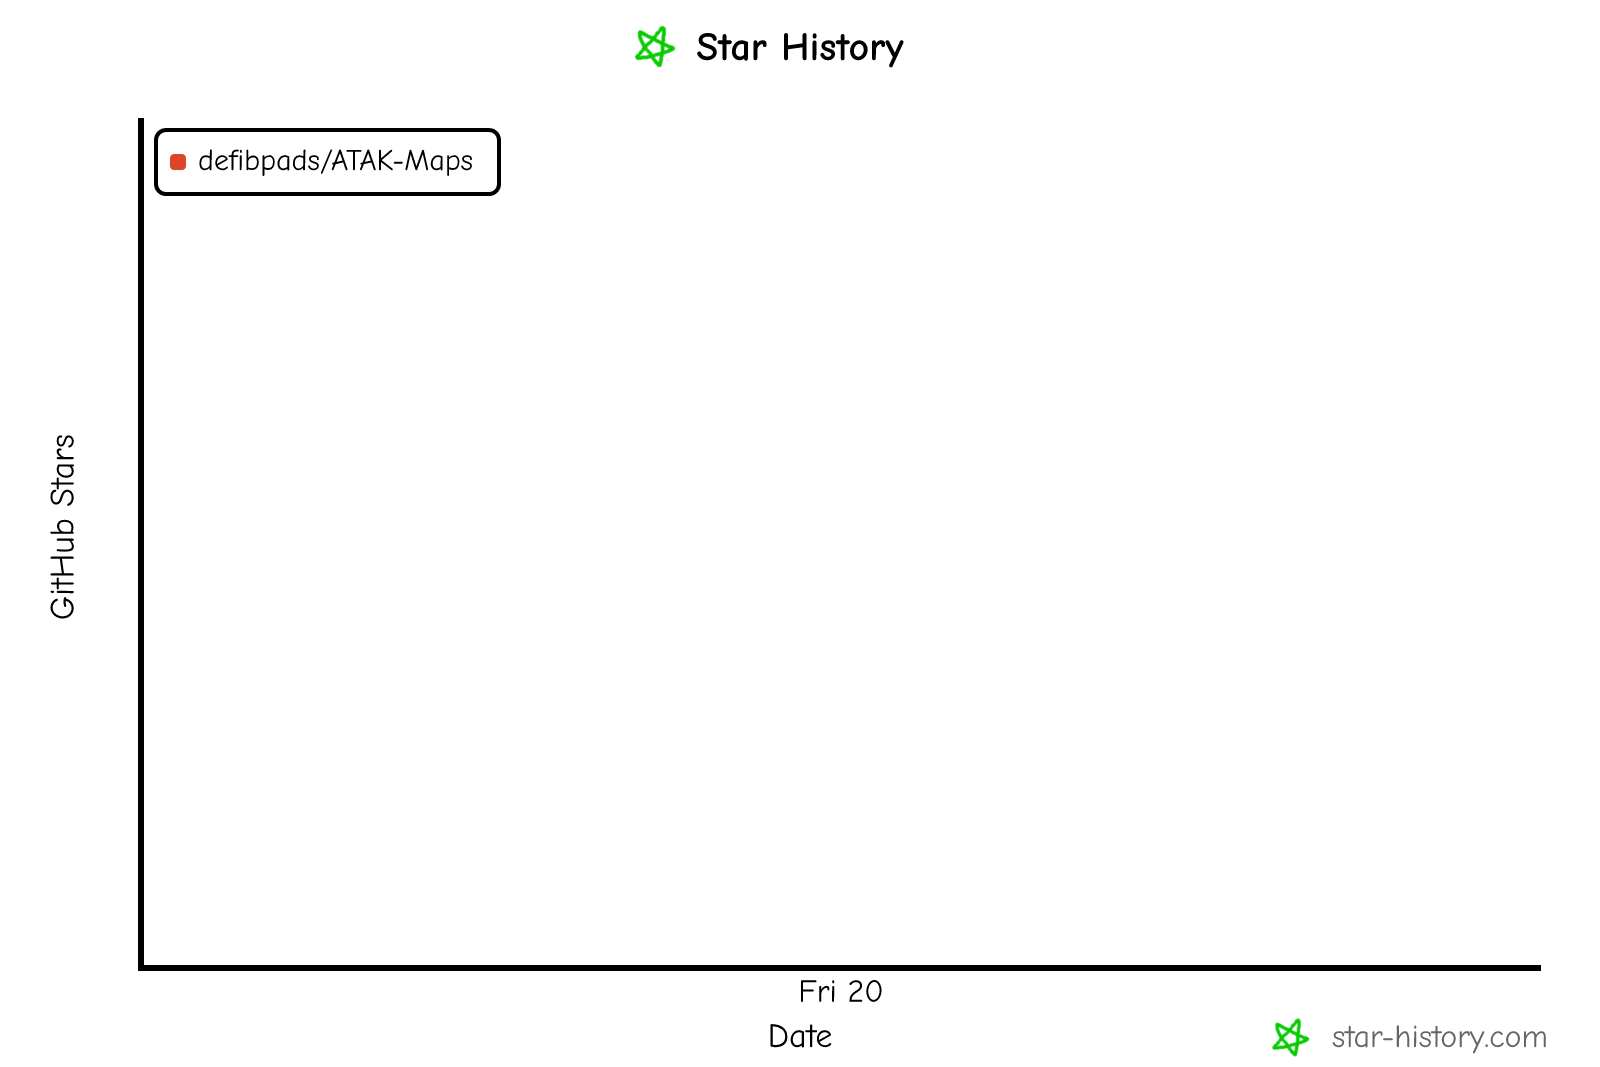 Star History
defibpads/ATAK-Maps
GitHub Stars
Fri 20
Date
star-history.com